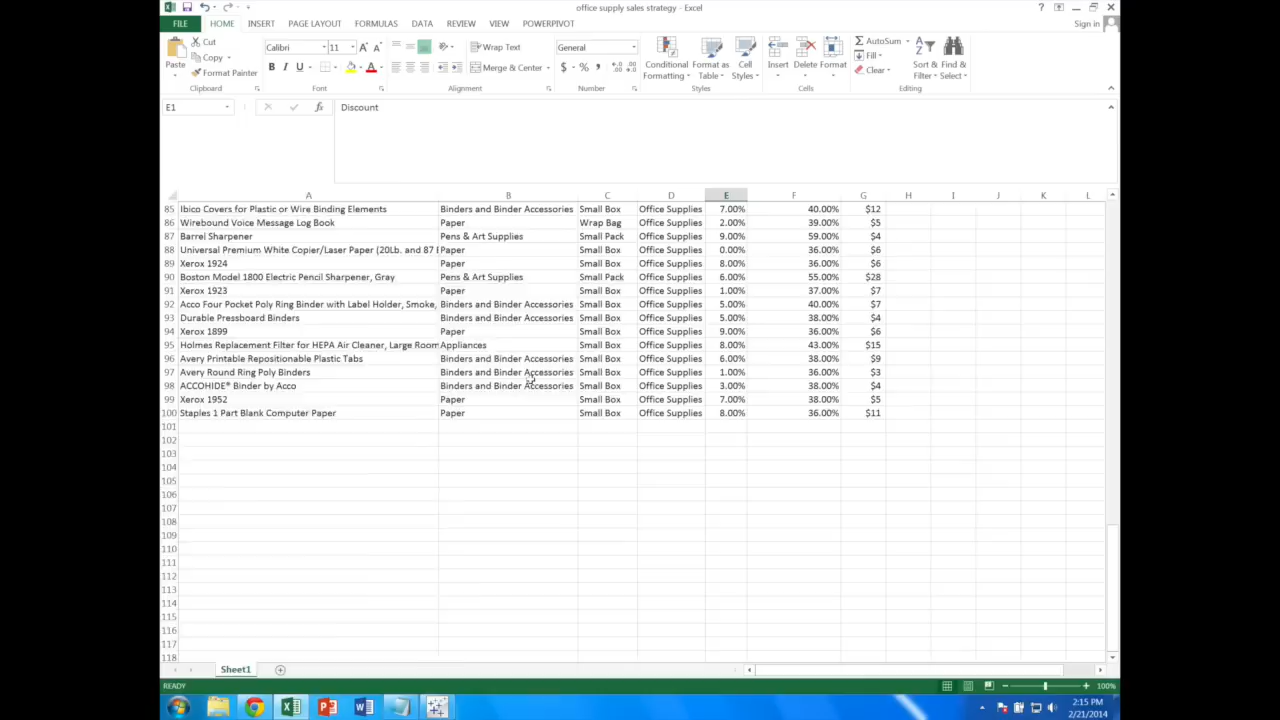 office supply sales strategy - Excel
FILE HOME INSERT PAGE LAYOUT FORMULAS DATA REVIEW VIEW POWERPIVOT Sign in
Paste Cut Copy Format Painter Clipboard
Calibri 11 B I U Font
Wrap Text Merge & Center Alignment
General $ % , Number
Conditional Formatting Format as Table Cell Styles Styles
Insert Delete Format Cells
AutoSum Fill Clear Sort & Filter Find & Select Editing
E1 fx Discount
A B C D E F G H I J K L
85 Ibico Covers for Plastic or Wire Binding Elements Binders and Binder Accessories Small Box Office Supplies 7.00% 40.00% $12
86 Wirebound Voice Message Log Book Paper Wrap Bag Office Supplies 2.00% 39.00% $5
87 Barrel Sharpener Pens & Art Supplies Small Pack Office Supplies 9.00% 59.00% $4
88 Universal Premium White Copier/Laser Paper (20Lb. and 87 Paper Small Box Office Supplies 0.00% 36.00% $6
89 Xerox 1924 Paper Small Box Office Supplies 8.00% 36.00% $6
90 Boston Model 1800 Electric Pencil Sharpener, Gray Pens & Art Supplies Small Pack Office Supplies 6.00% 55.00% $28
91 Xerox 1923 Paper Small Box Office Supplies 1.00% 37.00% $7
92 Acco Four Pocket Poly Ring Binder with Label Holder, Smoke, Binders and Binder Accessories Small Box Office Supplies 5.00% 40.00% $7
93 Durable Pressboard Binders Binders and Binder Accessories Small Box Office Supplies 5.00% 38.00% $4
94 Xerox 1899 Paper Small Box Office Supplies 9.00% 36.00% $6
95 Holmes Replacement Filter for HEPA Air Cleaner, Large Room Appliances Small Box Office Supplies 8.00% 43.00% $15
96 Avery Printable Repositionable Plastic Tabs Binders and Binder Accessories Small Box Office Supplies 6.00% 38.00% $9
97 Avery Round Ring Poly Binders Binders and Binder Accessories Small Box Office Supplies 1.00% 36.00% $3
98 ACCOHIDE® Binder by Acco Binders and Binder Accessories Small Box Office Supplies 3.00% 38.00% $4
99 Xerox 1952 Paper Small Box Office Supplies 7.00% 38.00% $5
100 Staples 1 Part Blank Computer Paper Paper Small Box Office Supplies 8.00% 36.00% $11
101
102
103
104
105
106
107
108
109
110
111
112
113
114
115
116
117
118
Sheet1
READY 100%
2:15 PM
2/21/2014